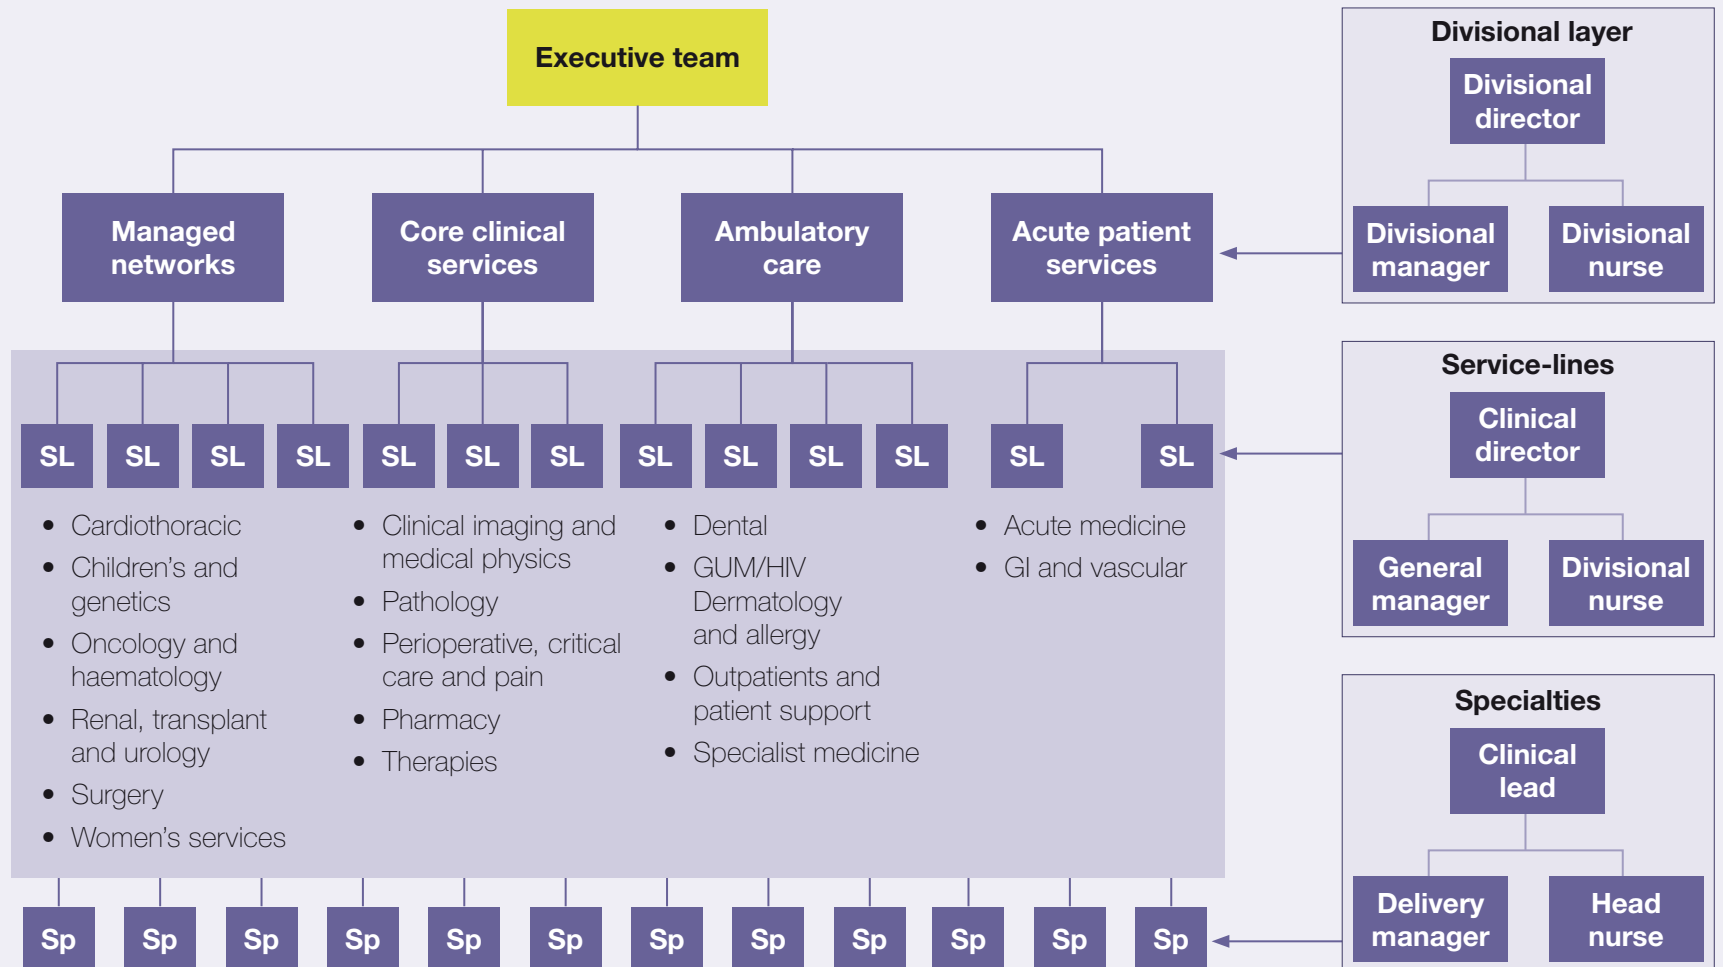 Executive team
Managed
networks
Core clinical
services
Ambulatory
care
Acute patient
services
SL
SL
SL
SL
SL
SL
SL
SL
SL
SL
SL
SL
SL
• Cardiothoracic
• Children's and
genetics
• Oncology and
haematology
• Renal, transplant
and urology
• Surgery
• Women's services
• Clinical imaging and
medical physics
• Pathology
• Perioperative, critical
care and pain
• Pharmacy
• Therapies
• Dental
• GUM/HIV
Dermatology
and allergy
• Outpatients and
patient support
• Specialist medicine
• Acute medicine
• GI and vascular
Sp
Sp
Sp
Sp
Sp
Sp
Sp
Sp
Sp
Sp
Sp
Sp
Divisional layer
Divisional
director
Divisional
manager
Divisional
nurse
Service-lines
Clinical
director
General
manager
Divisional
nurse
Specialties
Clinical
lead
Delivery
manager
Head
nurse